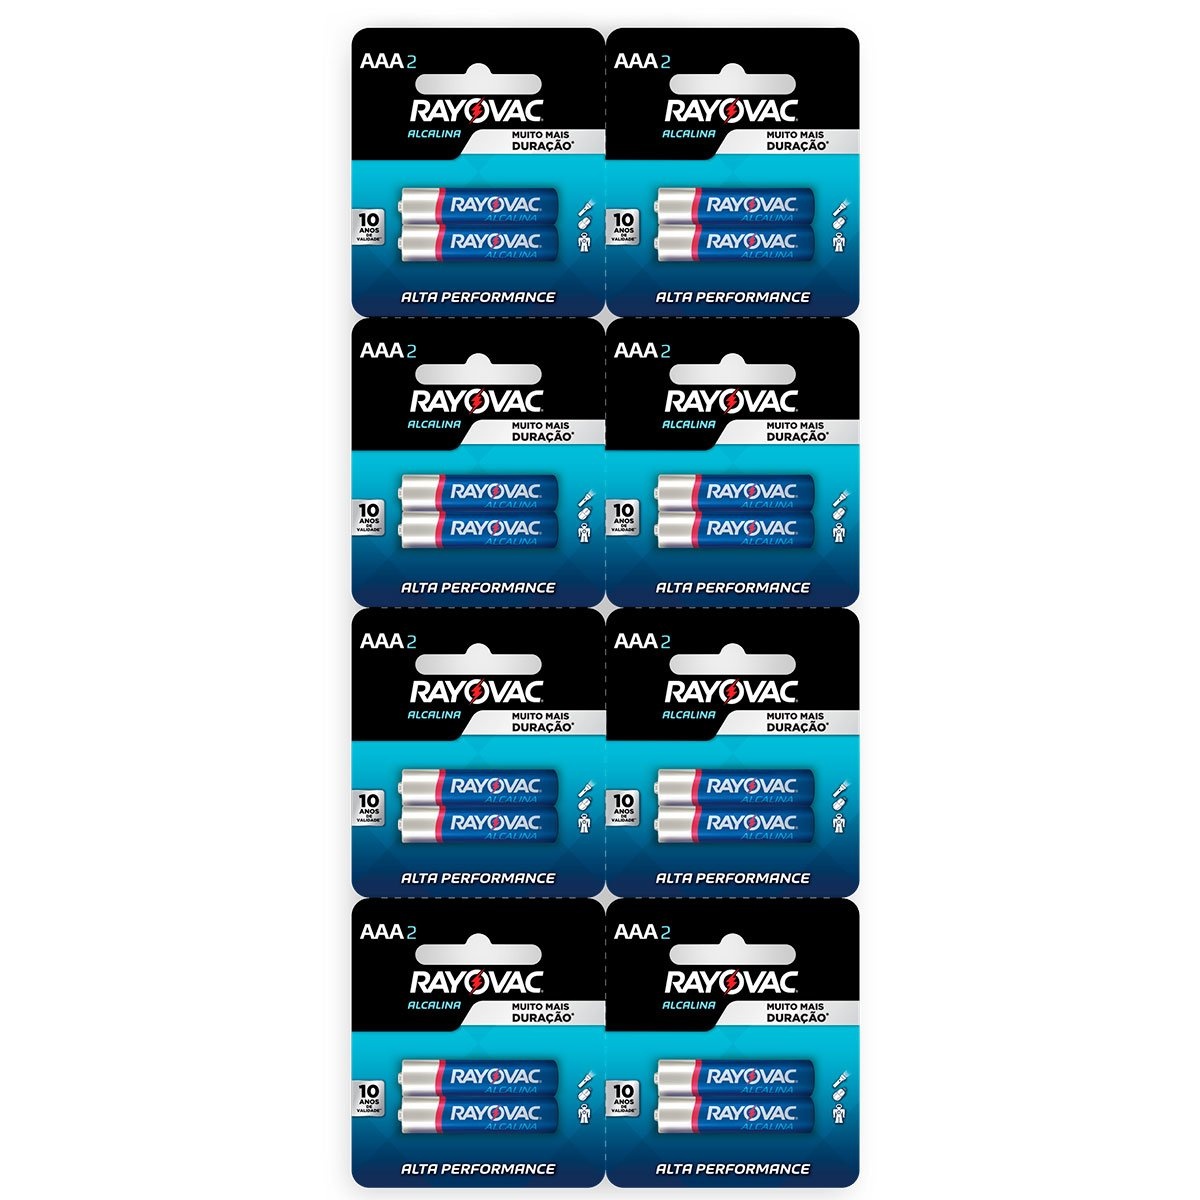 AAA 2
RAYOVAC
ALCALINA
MUITO MAIS
DURAÇÃO*
RAYOVAC
ALCALINA
RAYOVAC
ALCALINA
10
ANOS
DE
VALIDADE*
ALTA PERFORMANCE
AAA 2
RAYOVAC
ALCALINA
MUITO MAIS
DURAÇÃO*
RAYOVAC
ALCALINA
RAYOVAC
ALCALINA
10
ANOS
DE
VALIDADE*
ALTA PERFORMANCE
AAA 2
RAYOVAC
ALCALINA
MUITO MAIS
DURAÇÃO*
RAYOVAC
ALCALINA
RAYOVAC
ALCALINA
10
ANOS
DE
VALIDADE*
ALTA PERFORMANCE
AAA 2
RAYOVAC
ALCALINA
MUITO MAIS
DURAÇÃO*
RAYOVAC
ALCALINA
RAYOVAC
ALCALINA
10
ANOS
DE
VALIDADE*
ALTA PERFORMANCE
AAA 2
RAYOVAC
ALCALINA
MUITO MAIS
DURAÇÃO*
RAYOVAC
ALCALINA
RAYOVAC
ALCALINA
10
ANOS
DE
VALIDADE*
ALTA PERFORMANCE
AAA 2
RAYOVAC
ALCALINA
MUITO MAIS
DURAÇÃO*
RAYOVAC
ALCALINA
RAYOVAC
ALCALINA
10
ANOS
DE
VALIDADE*
ALTA PERFORMANCE
AAA 2
RAYOVAC
ALCALINA
MUITO MAIS
DURAÇÃO*
RAYOVAC
ALCALINA
RAYOVAC
ALCALINA
10
ANOS
DE
VALIDADE*
ALTA PERFORMANCE
AAA 2
RAYOVAC
ALCALINA
MUITO MAIS
DURAÇÃO*
RAYOVAC
ALCALINA
RAYOVAC
ALCALINA
10
ANOS
DE
VALIDADE*
ALTA PERFORMANCE